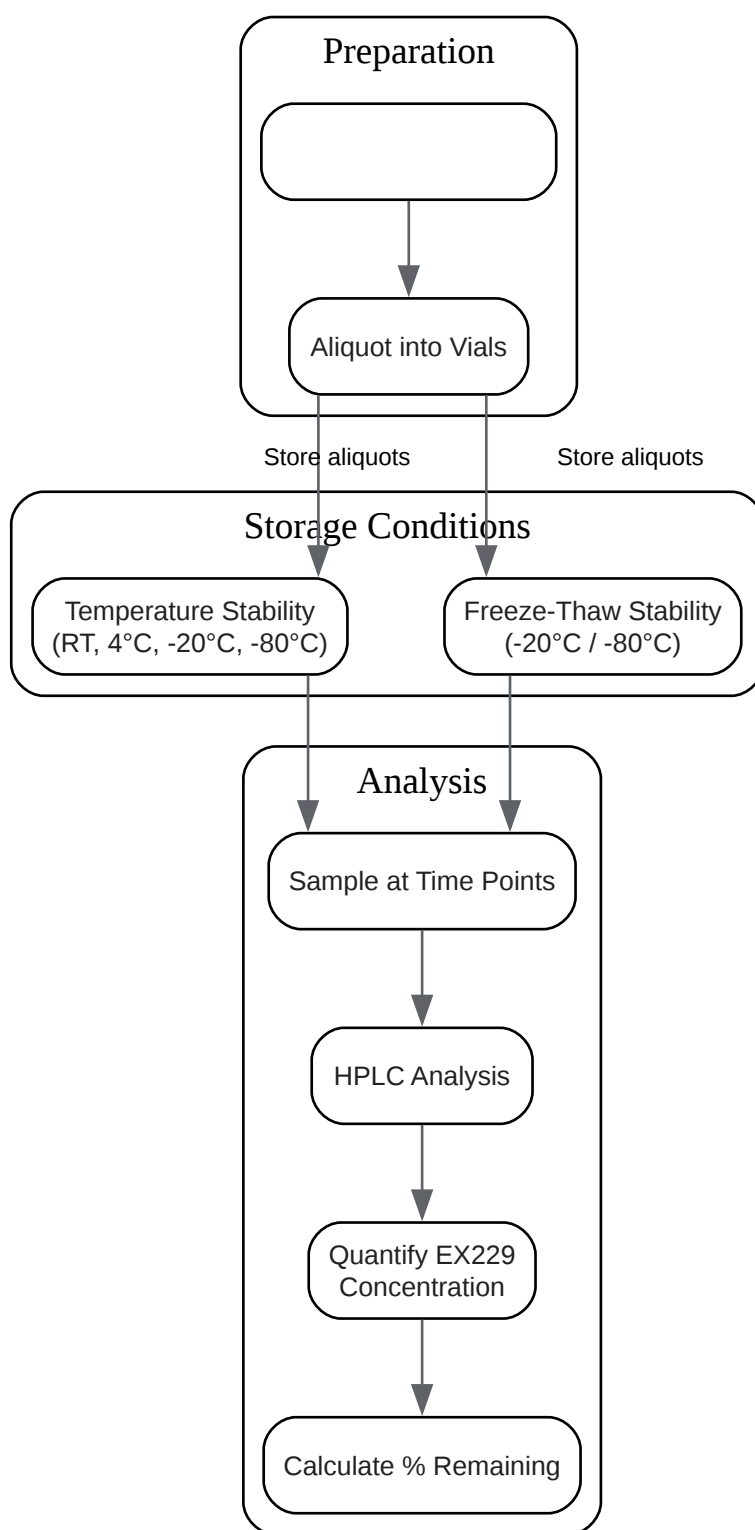 Preparation
Aliquot into Vials
Store aliquots
Store aliquots
Storage Conditions
Temperature Stability
(RT, 4°C, -20°C, -80°C)
Freeze-Thaw Stability
(-20°C / -80°C)
Analysis
Sample at Time Points
HPLC Analysis
Quantify EX229
Concentration
Calculate % Remaining